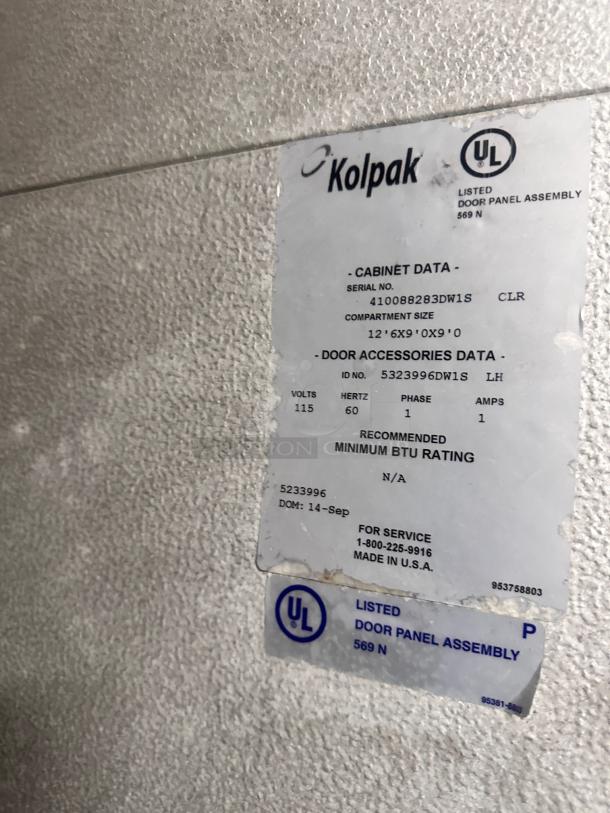 Kolpak
UL
LISTED
DOOR PANEL ASSEMBLY
569 N
- CABINET DATA -
SERIAL NO.
410088283DW1S CLR
COMPARTMENT SIZE
12'6X9'0X9'0
- DOOR ACCESSORIES DATA -
ID NO. 5323996DW1S LH
VOLTS HERTZ PHASE AMPS
115 60 1 1
RECOMMENDED
MINIMUM BTU RATING
N/A
5233996
DOM: 14-Sep
FOR SERVICE
1-800-225-9916
MADE IN U.S.A.
953758803
UL
LISTED P
DOOR PANEL ASSEMBLY
569 N